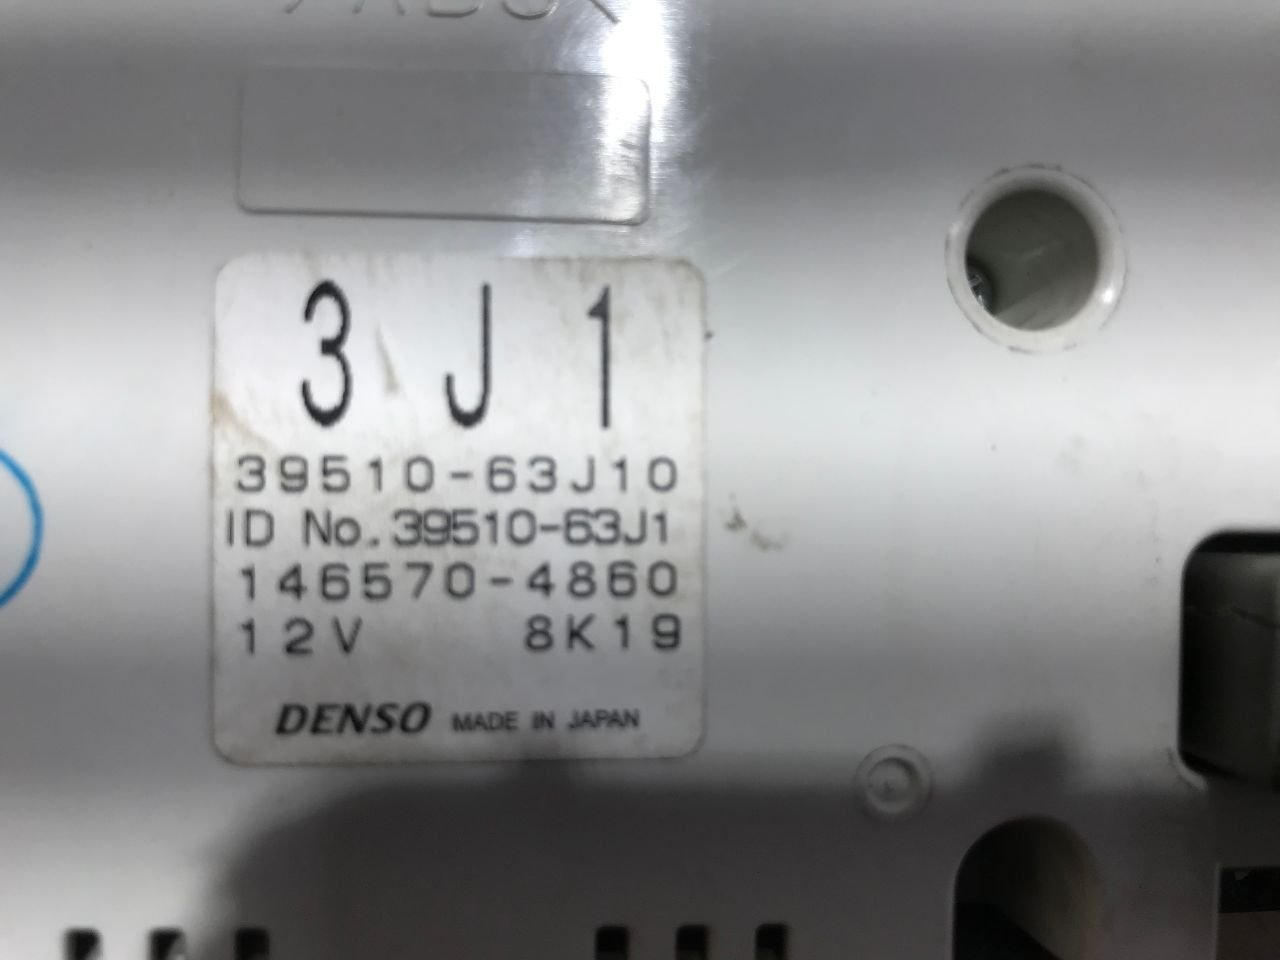 3 J 1
39510-63J10
ID No. 39510-63J1
146570-4860
12V 8K19
DENSO MADE IN JAPAN